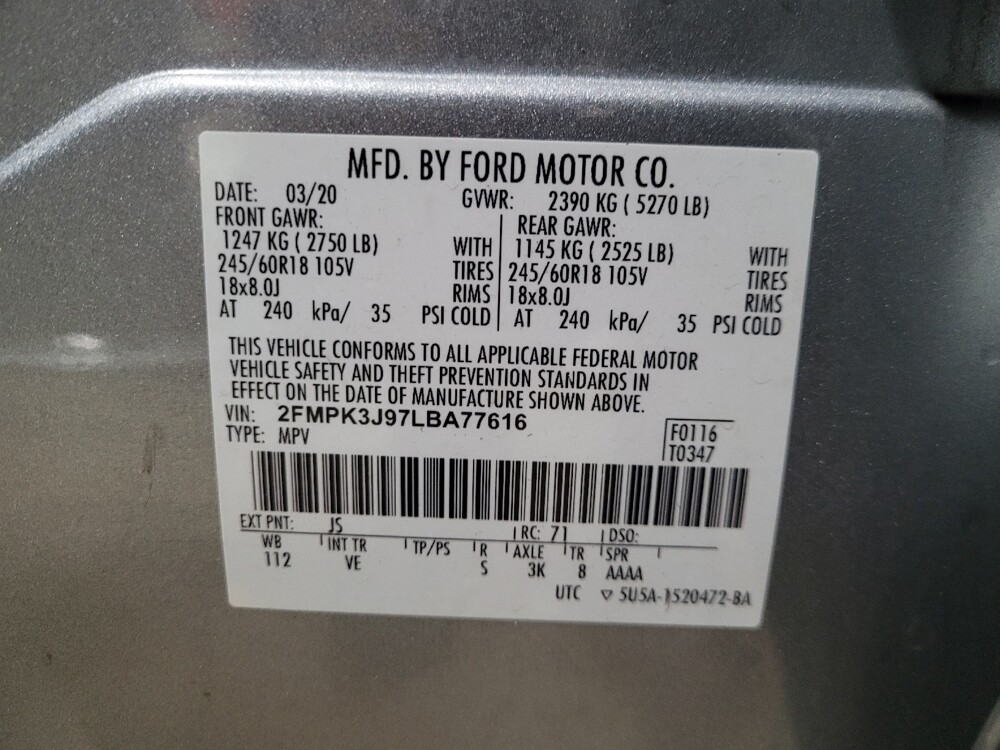 MFD. BY FORD MOTOR CO.
DATE: 03/20 GVWR: 2390 KG ( 5270 LB)
FRONT GAWR: REAR GAWR:
1247 KG ( 2750 LB) WITH 1145 KG ( 2525 LB) WITH
245/60R18 105V TIRES 245/60R18 105V TIRES
18x8.0J RIMS 18x8.0J RIMS
AT 240 kPa/ 35 PSI COLD AT 240 kPa/ 35 PSI COLD
THIS VEHICLE CONFORMS TO ALL APPLICABLE FEDERAL MOTOR
VEHICLE SAFETY AND THEFT PREVENTION STANDARDS IN
EFFECT ON THE DATE OF MANUFACTURE SHOWN ABOVE.
VIN: 2FMPK3J97LBA77616
TYPE: MPV
F0116
T0347
EXT PNT: JS RC: 71 DSO:
WB INT TR TP/PS R AXLE TR SPR
112 VE S 3K 8 AAAA
UTC ▽ 5U5A-1520472-BA